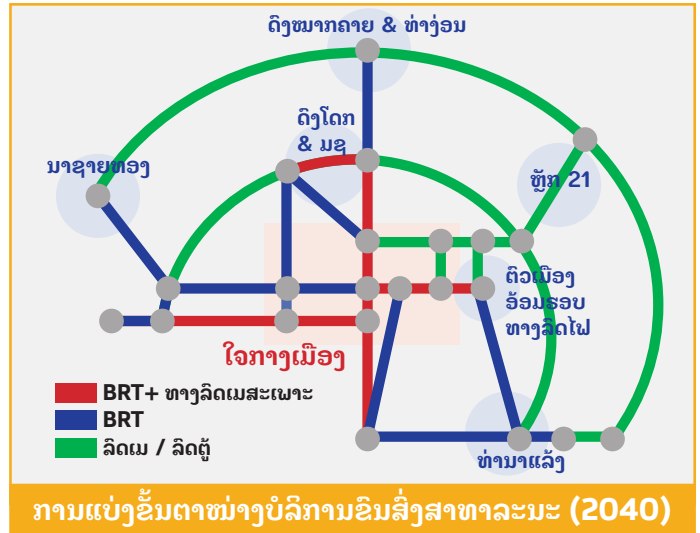 ດົງໝາກຄາຍ & ທ່າງ່ອນ
ດົງໂດກ
& ມຊ
ນາຊາຍທອງ
ຫຼັກ 21
ຕົວເມືອງ
ອ້ອມຮອບ
ທາງລົດໄຟ
ໃຈກາງເມືອງ
BRT+ ທາງລົດເມສະເພາະ
BRT
ລົດເມ / ລົດຕູ້
ທ່ານາແລ້ງ
ການແບ່ງຂັ້ນຕາໜ່າງບໍລິການຂົນສົ່ງສາທາລະນະ (2040)